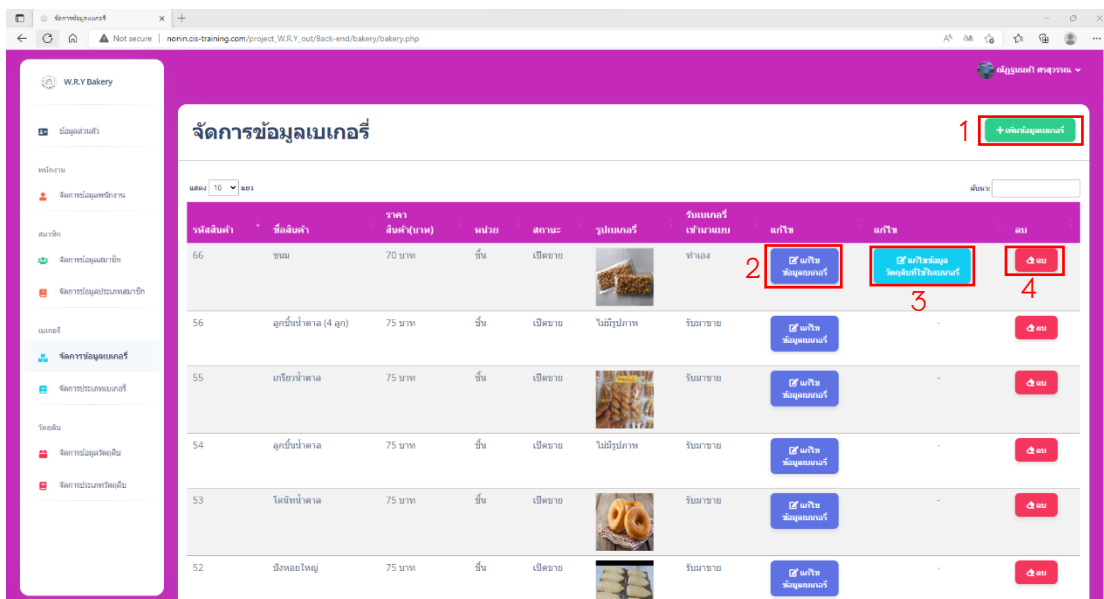 จัดการข้อมูลเบเกอรี่
Not secure
nonin.cis-training.com/project_W.R.Y_out/Back-end/bakery/bakery.php
W.R.Y Bakery
ข้อมูลส่วนตัว
พนักงาน
จัดการข้อมูลพนักงาน
สมาชิก
จัดการข้อมูลสมาชิก
จัดการข้อมูลประเภทสมาชิก
เบเกอรี่
จัดการข้อมูลเบเกอรี่
จัดการประเภทเบเกอรี่
วัตถุดิบ
จัดการข้อมูลวัตถุดิบ
จัดการประเภทวัตถุดิบ
จัดการข้อมูลเบเกอรี่
1
+ เพิ่มข้อมูลเบเกอรี่
แสดง 10 แถว
ค้นหา:
รหัสสินค้า ชื่อสินค้า ราคาสินค้า(บาท) หน่วย สถานะ รูปเบเกอรี่ รับเบเกอรี่เข้ามาแบบ แก้ไข แก้ไข ลบ
66 ขนม 70 บาท ชิ้น เปิดขาย ทำเอง 2 แก้ไขข้อมูลเบเกอรี่ แก้ไขข้อมูลวัตถุดิบที่ใช้ในเบเกอรี่ ลบ
3
4
56 ลูกชิ้นน้ำตาล (4 ลูก) 75 บาท ชิ้น เปิดขาย ไม่มีรูปภาพ รับมาขาย แก้ไขข้อมูลเบเกอรี่ - ลบ
55 เกรียวน้ำตาล 75 บาท ชิ้น เปิดขาย รับมาขาย แก้ไขข้อมูลเบเกอรี่ - ลบ
54 ลูกชิ้นน้ำตาล 75 บาท ชิ้น เปิดขาย ไม่มีรูปภาพ รับมาขาย แก้ไขข้อมูลเบเกอรี่ - ลบ
53 โดนัทน้ำตาล 75 บาท ชิ้น เปิดขาย รับมาขาย แก้ไขข้อมูลเบเกอรี่ - ลบ
52 ปังหอยใหญ่ 75 บาท ชิ้น เปิดขาย รับมาขาย แก้ไขข้อมูลเบเกอรี่ - ลบ